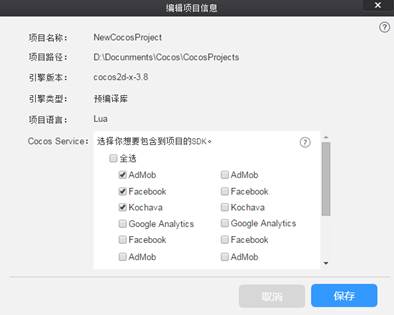 编辑项目信息
项目名称： NewCocosProject
项目路径： D:\Docunments\Cocos\CocosProjects
引擎版本： cocos2d-x-3.8
引擎类型： 预编译库
项目语言： Lua
Cocos Service： 选择你想要包含到项目的SDK。
全选
AdMob AdMob
Facebook Facebook
Kochava Kochava
Google Analytics Google Analytics
Facebook Facebook
AdMob AdMob
取消 保存